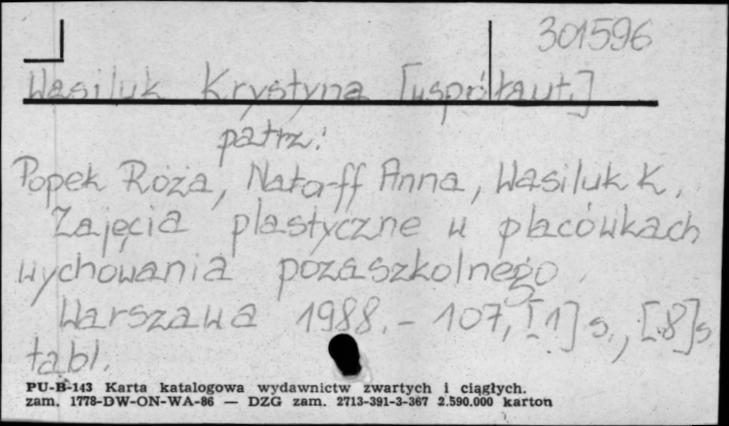 301596
Wasiluk Krystyna [współaut.]
patrz:
Popek Róża, Nataff Anna, Wasiluk K.
Zajęcia plastyczne w placówkach
wychowania pozaszkolnego.
Warszawa 1988. - 107, [1] s., [8] s.
tabl.
PU-B-143 Karta katalogowa wydawnictw zwartych i ciągłych.
zam. 1778-DW-ON-WA-86 — DZG zam. 2713-391-3-367 2.590.000 karton